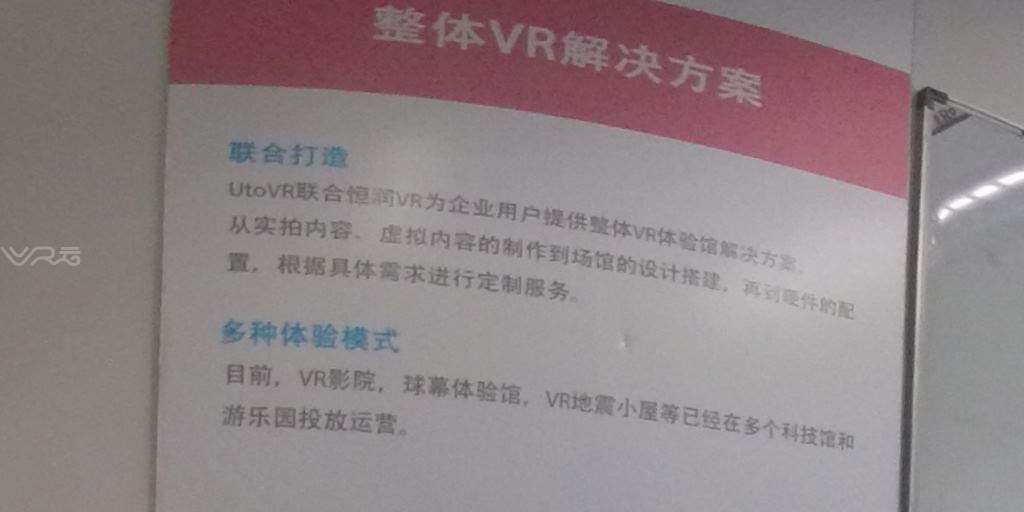 整体VR解决方案
联合打造
UtoVR联合恒润VR为企业用户提供整体VR体验馆解决方案。
从实拍内容、虚拟内容的制作到场馆的设计搭建，再到硬件的配
置，根据具体需求进行定制服务。
多种体验模式
目前，VR影院，球幕体验馆，VR地震小屋等已经在多个科技馆和
游乐园投放运营。
VR云